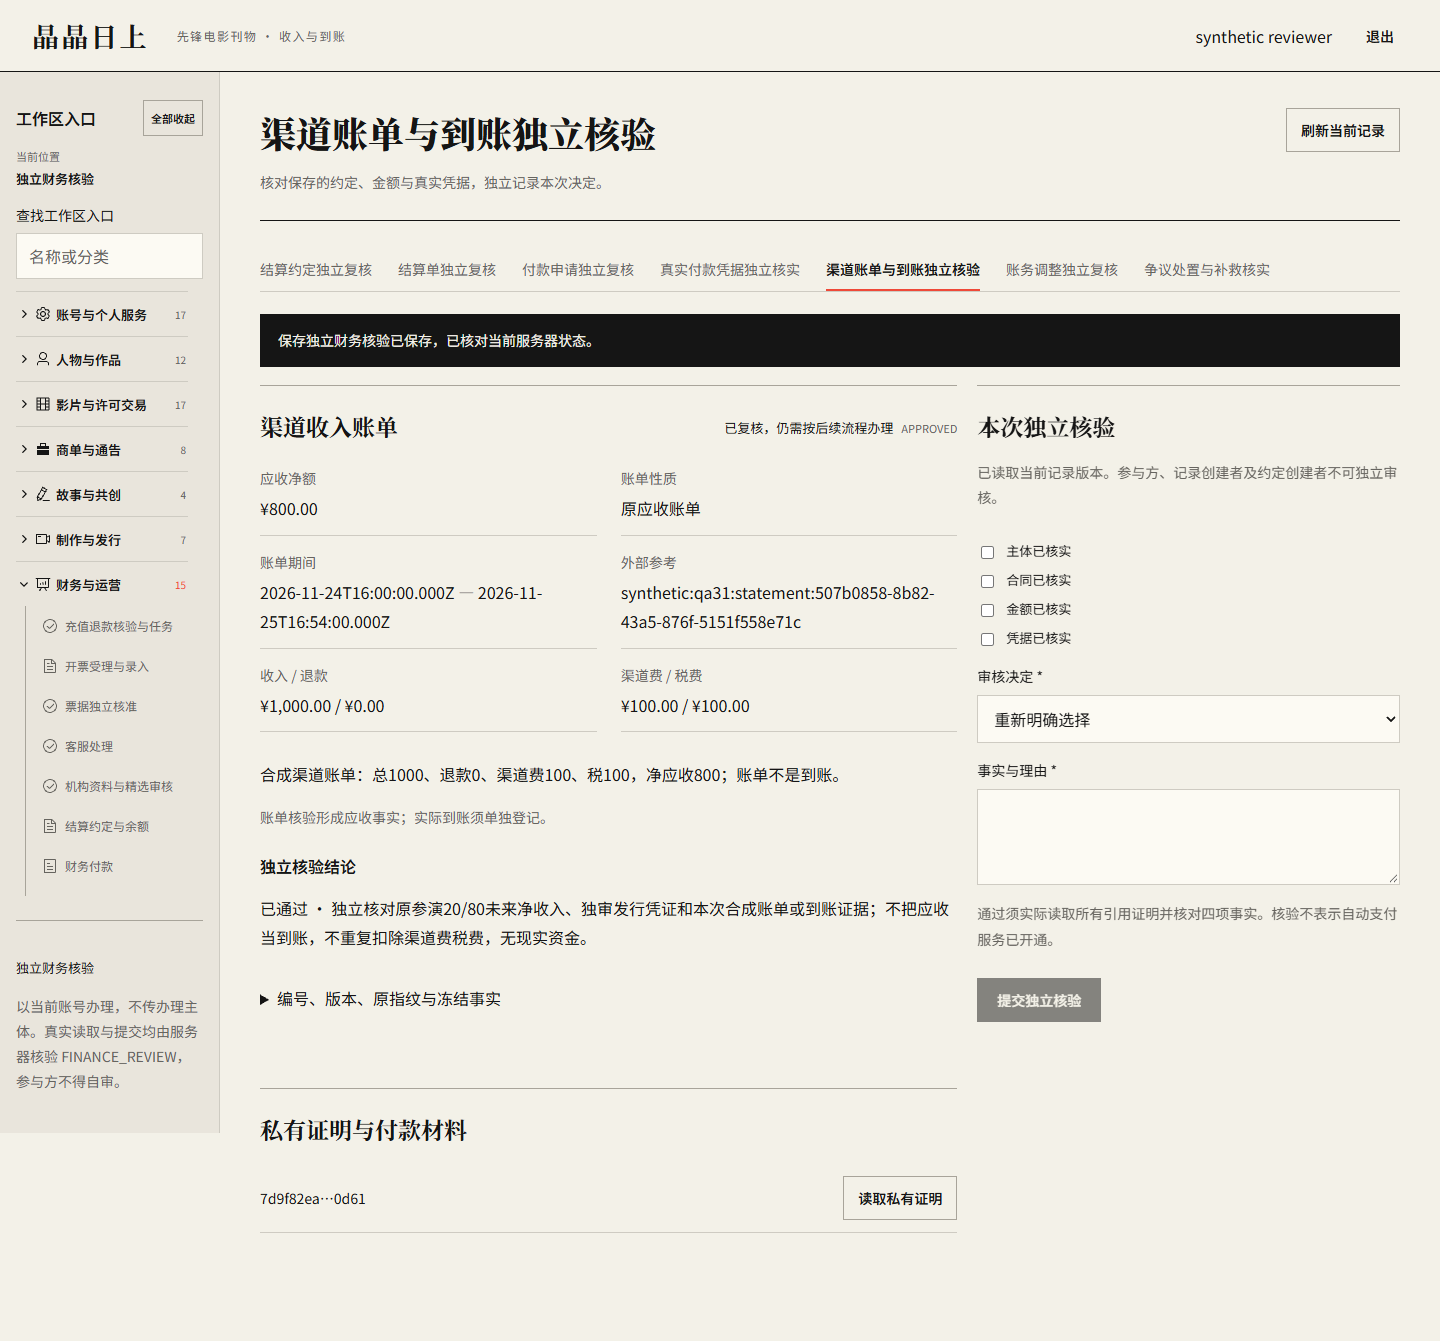 晶晶日上
先锋电影刊物 · 收入与到账
synthetic reviewer
退出
工作区入口
全部收起
当前位置
独立财务核验
查找工作区入口
名称或分类
账号与个人服务 17
人物与作品 12
影片与许可交易 17
商单与通告 8
故事与共创 4
制作与发行 7
财务与运营 15
充值退款核验与任务
开票受理与录入
票据独立核准
客服处理
机构资料与精选审核
结算约定与余额
财务付款
独立财务核验
以当前账号办理，不传办理主
体。真实读取与提交均由服务
器核验 FINANCE_REVIEW，
参与方不得自审。
渠道账单与到账独立核验
刷新当前记录
核对保存的约定、金额与真实凭据，独立记录本次决定。
结算约定独立复核
结算单独立复核
付款申请独立复核
真实付款凭据独立核实
渠道账单与到账独立核验
账务调整独立复核
争议处置与补救核实
保存独立财务核验已保存，已核对当前服务器状态。
渠道收入账单
已复核，仍需按后续流程办理 APPROVED
应收净额
¥800.00
账单性质
原应收账单
账单期间
2026-11-24T16:00:00.000Z — 2026-11-
25T16:54:00.000Z
外部参考
synthetic:qa31:statement:507b0858-8b82-
43a5-876f-5151f558e71c
收入 / 退款
¥1,000.00 / ¥0.00
渠道费 / 税费
¥100.00 / ¥100.00
合成渠道账单：总1000、退款0、渠道费100、税100，净应收800；账单不是到账。
账单核验形成应收事实；实际到账须单独登记。
独立核验结论
已通过 · 独立核对原参演20/80未来净收入、独审发行凭证和本次合成账单或到账证据；不把应收
当到账，不重复扣除渠道费税费，无现实资金。
▶ 编号、版本、原指纹与冻结事实
私有证明与付款材料
7d9f82ea…0d61
读取私有证明
本次独立核验
已读取当前记录版本。参与方、记录创建者及约定创建者不可独立审
核。
主体已核实
合同已核实
金额已核实
凭据已核实
审核决定 *
重新明确选择
事实与理由 *
通过须实际读取所有引用证明并核对四项事实。核验不表示自动支付
服务已开通。
提交独立核验